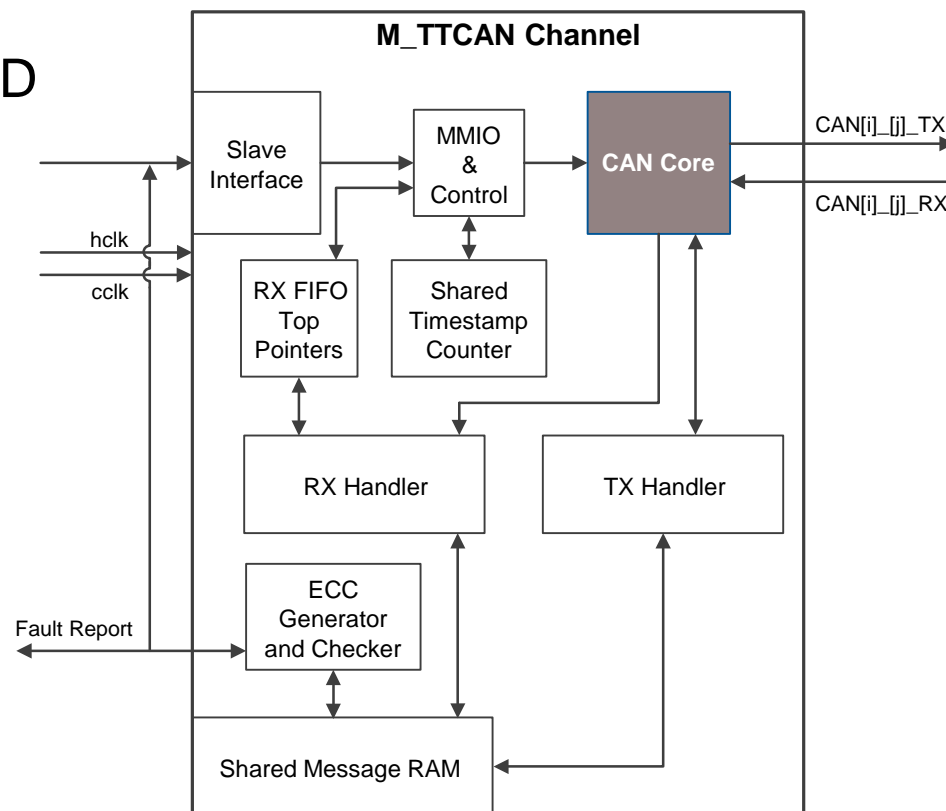 M_TTCAN Channel
D
CAN[i]_[j]_TX
Slave
Interface
MMIO
&
Control
CAN Core
CAN[i]_[j]_RX
hclk
cclk
RX FIFO
Top
Pointers
Shared
Timestamp
Counter
RX Handler
TX Handler
ECC
Generator
and Checker
Fault Report
Shared Message RAM